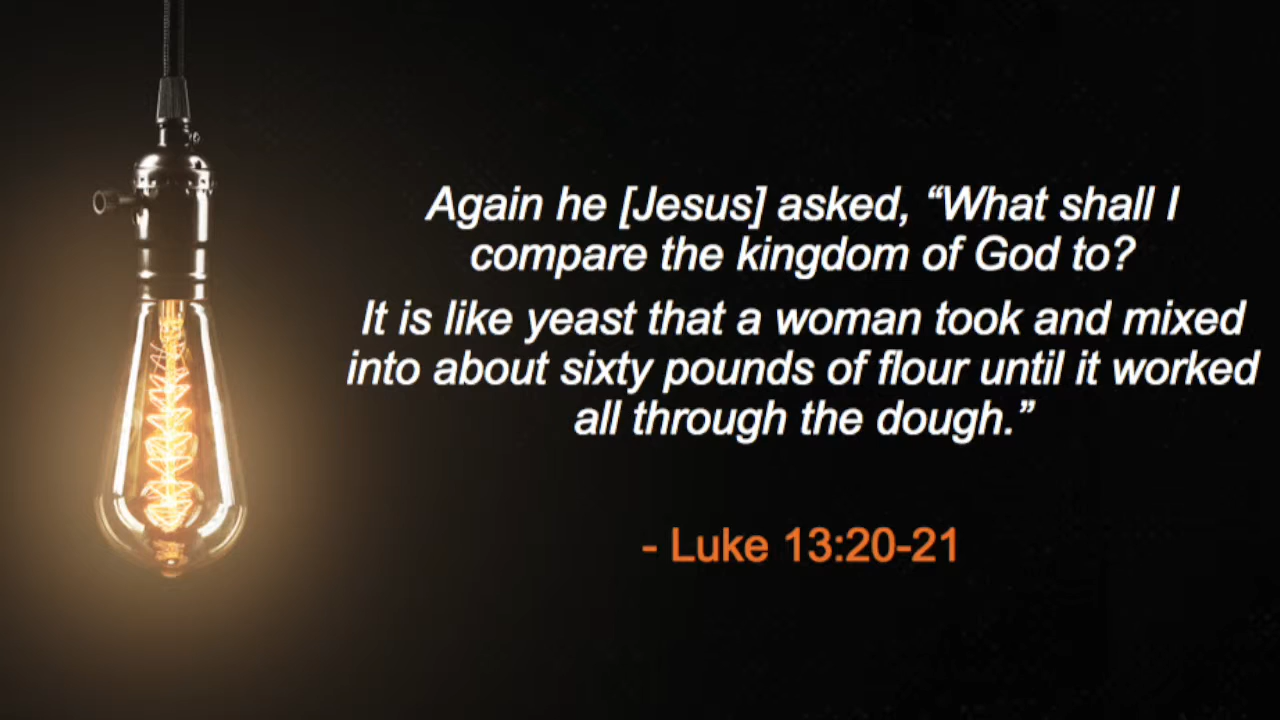 Again he [Jesus] asked, “What shall I
compare the kingdom of God to?
It is like yeast that a woman took and mixed
into about sixty pounds of flour until it worked
all through the dough.”
- Luke 13:20-21